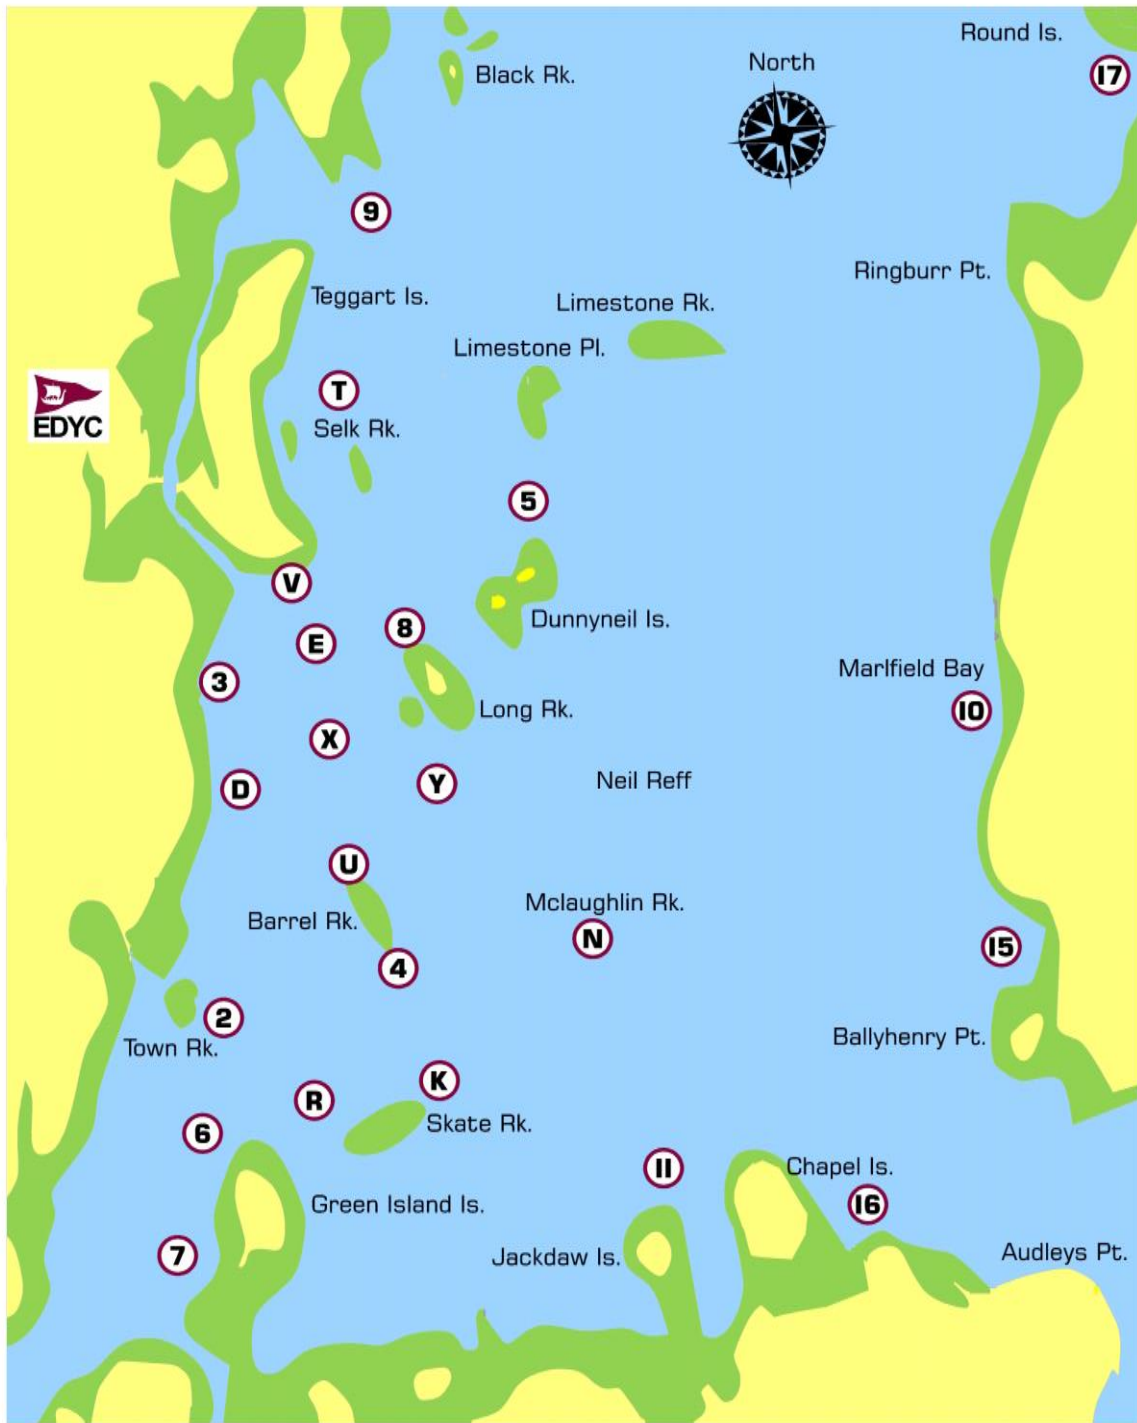 Round Is.
North
17
Black Rk.
9
Ringburr Pt.
Teggart Is.
Limestone Rk.
Limestone Pl.
T
EDYC
Selk Rk.
5
V
8
Dunnyneil Is.
E
Marlfield Bay
3
10
Long Rk.
X
Y
Neil Reff
D
U
Mclaughlin Rk.
Barrel Rk.
N
15
4
2
Ballyhenry Pt.
Town Rk.
K
R
Skate Rk.
6
11
Chapel Is.
Green Island Is.
16
7
Jackdaw Is.
Audleys Pt.